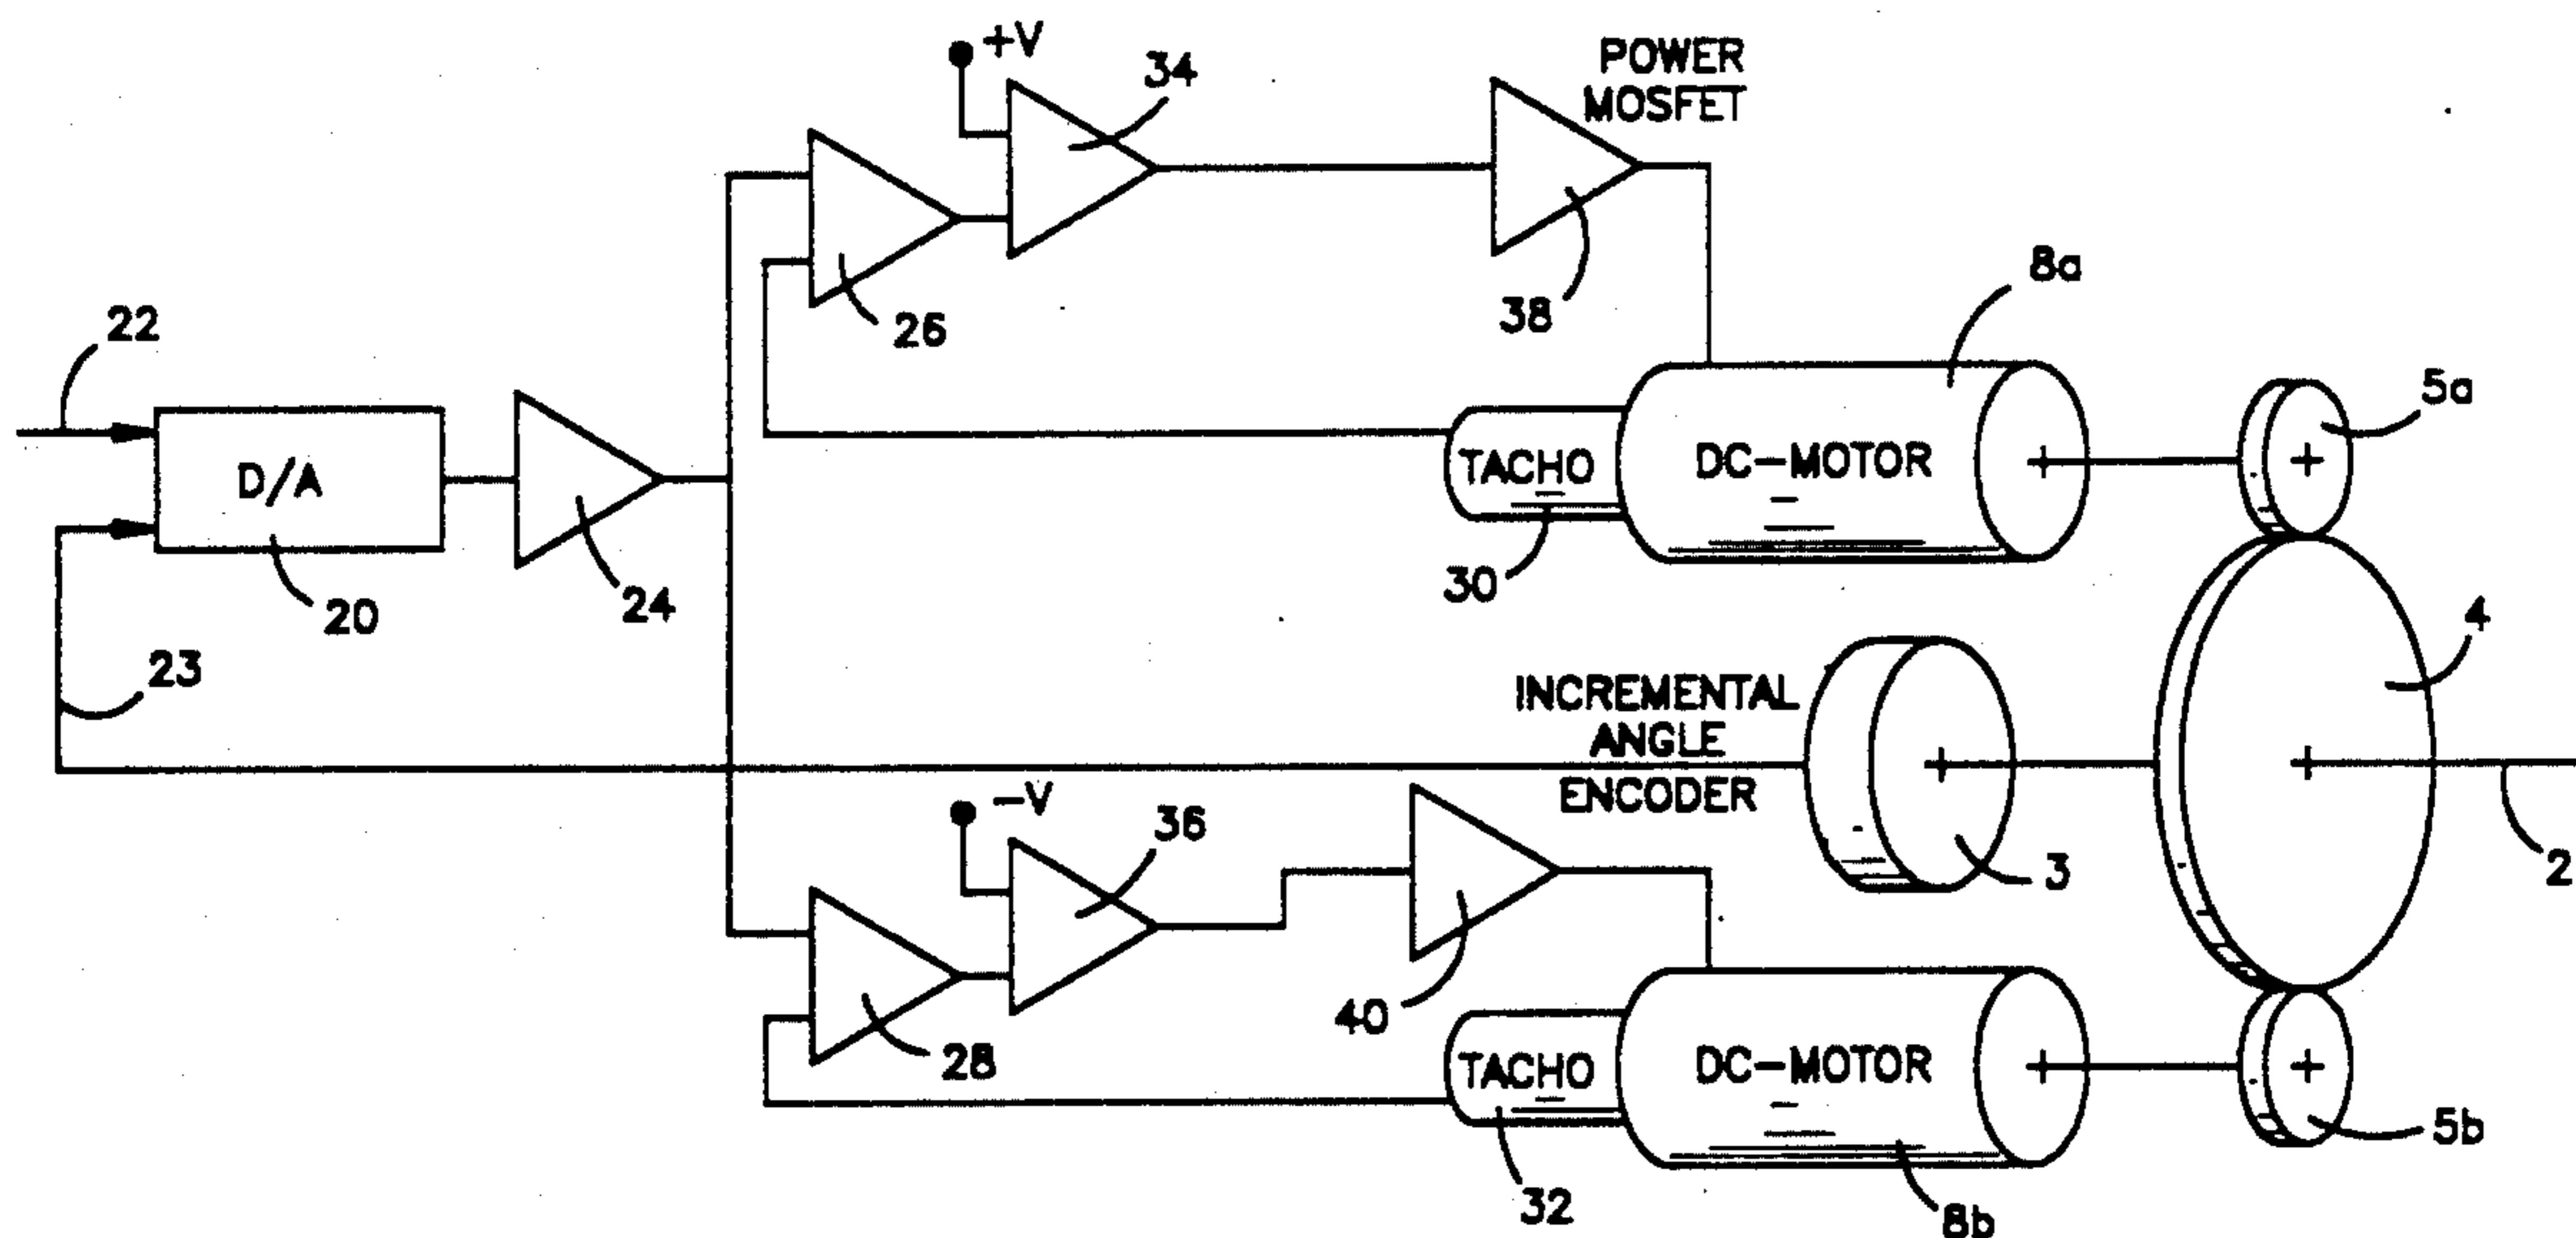 +V
34
POWER
MOSFET
8a
38
26
22
5a
D/A
TACHO
DC-MOTOR
24
20
30
4
23
INCREMENTAL
ANGLE
ENCODER
-V
36
3
2
40
28
TACHO
DC-MOTOR
5b
32
8b